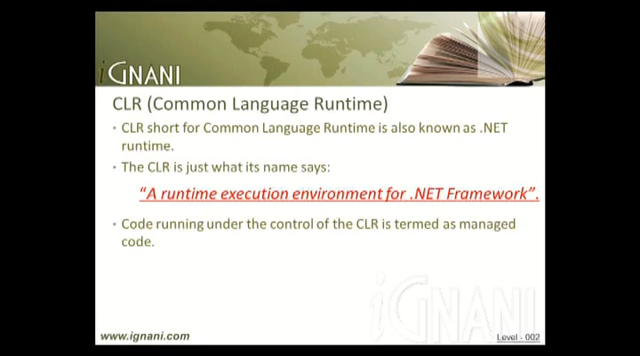 iGNANI
CLR (Common Language Runtime)
• CLR short for Common Language Runtime is also known as .NET
runtime.
• The CLR is just what its name says:
“A runtime execution environment for .NET Framework”.
• Code running under the control of the CLR is termed as managed
code.
iGNANI
www.ignani.com
Level - 002